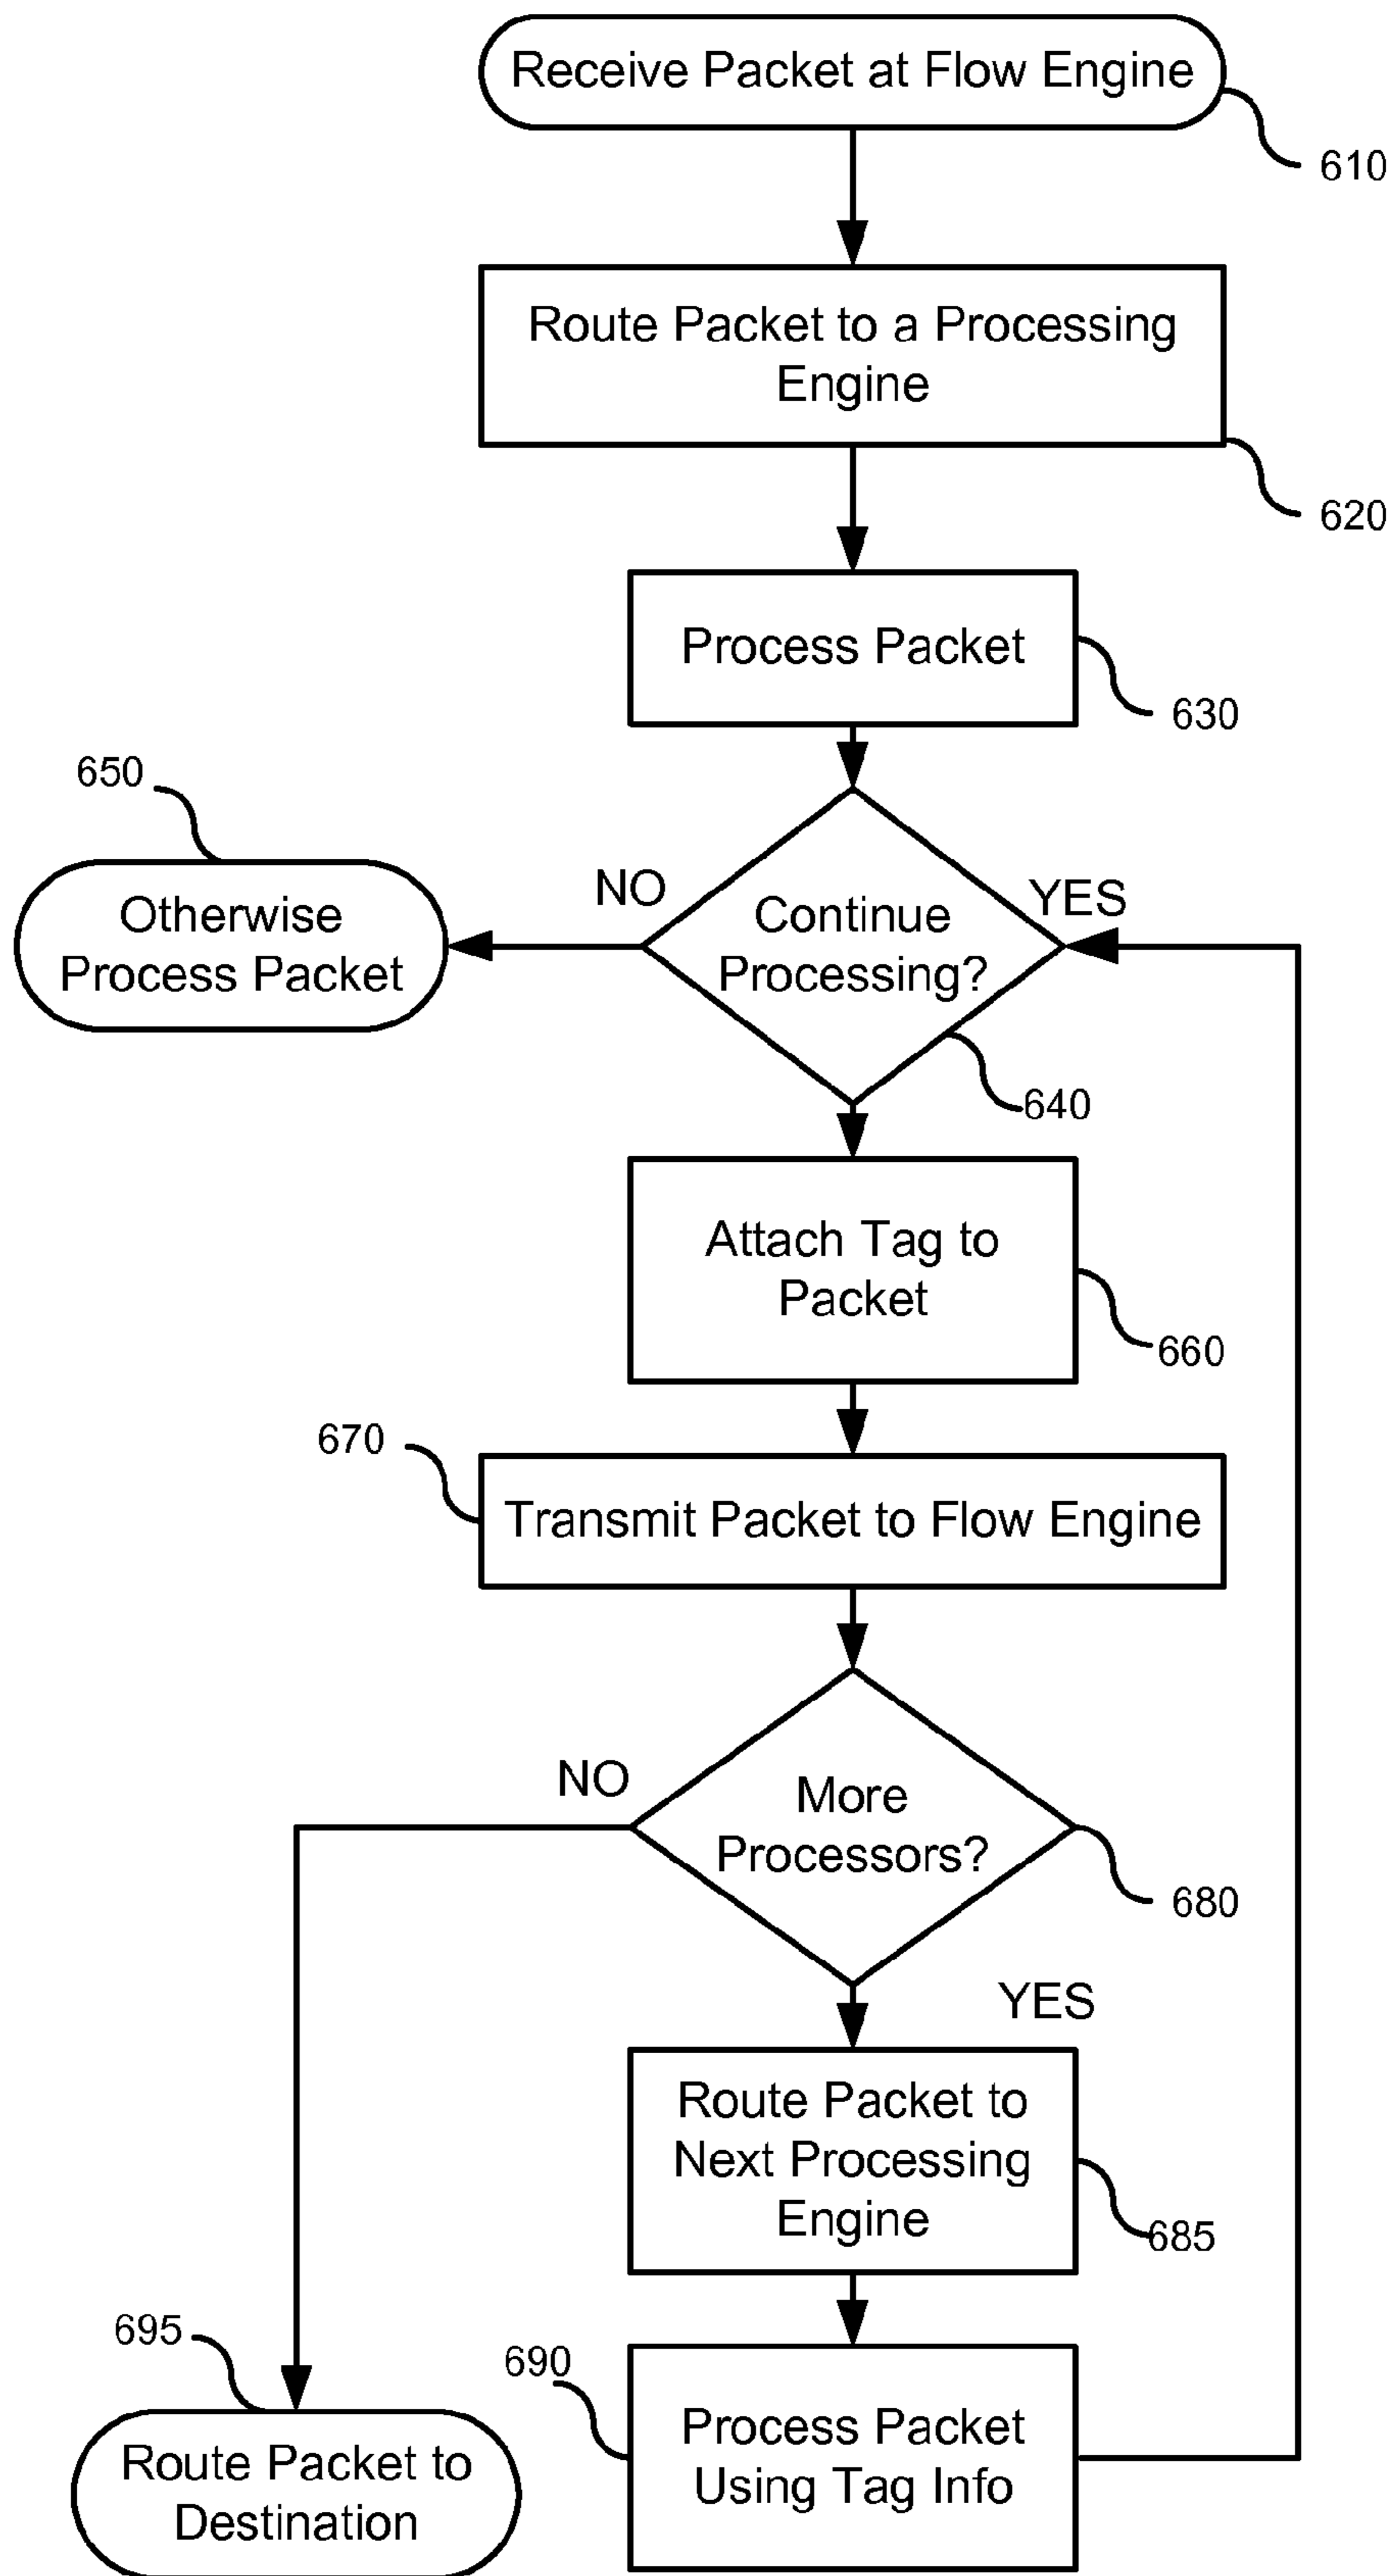 Receive Packet at Flow Engine
610
Route Packet to a Processing
Engine
620
Process Packet
630
650
Otherwise
Process Packet
NO
Continue
Processing?
YES
640
Attach Tag to
Packet
660
670
Transmit Packet to Flow Engine
NO
More
Processors?
680
YES
Route Packet to
Next Processing
Engine
685
695
Route Packet to
Destination
690
Process Packet
Using Tag Info